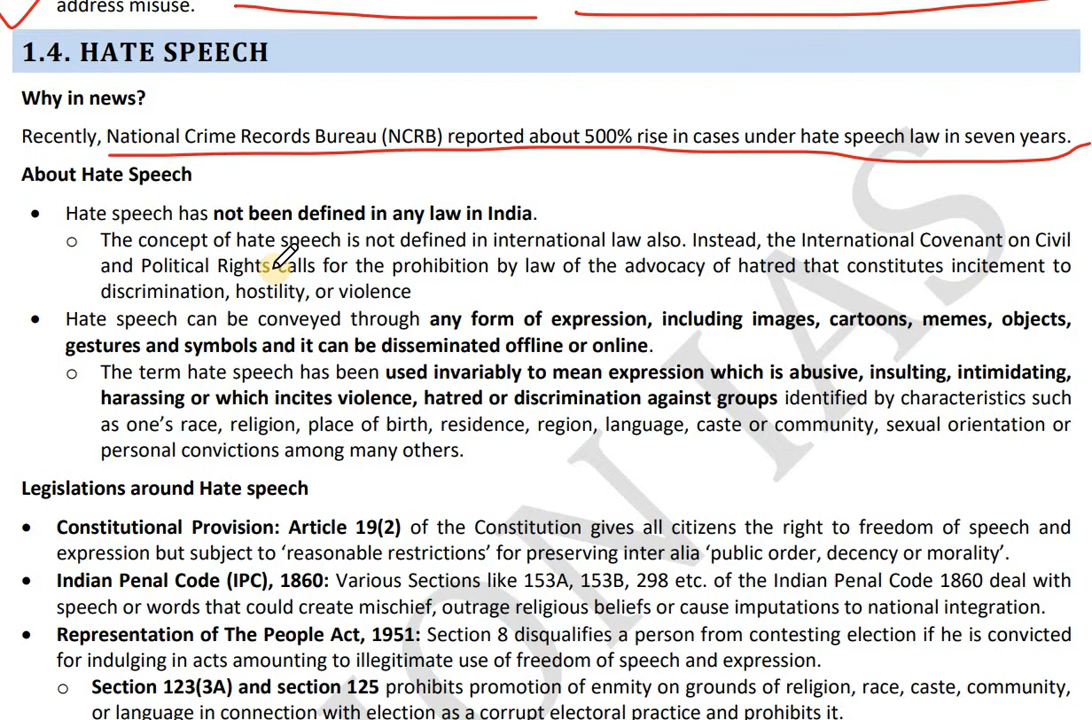 address misuse.
1.4. HATE SPEECH
Why in news?
Recently, National Crime Records Bureau (NCRB) reported about 500% rise in cases under hate speech law in seven years.
About Hate Speech
• Hate speech has not been defined in any law in India.
o The concept of hate speech is not defined in international law also. Instead, the International Covenant on Civil
and Political Rights calls for the prohibition by law of the advocacy of hatred that constitutes incitement to
discrimination, hostility, or violence
• Hate speech can be conveyed through any form of expression, including images, cartoons, memes, objects,
gestures and symbols and it can be disseminated offline or online.
o The term hate speech has been used invariably to mean expression which is abusive, insulting, intimidating,
harassing or which incites violence, hatred or discrimination against groups identified by characteristics such
as one's race, religion, place of birth, residence, region, language, caste or community, sexual orientation or
personal convictions among many others.
Legislations around Hate speech
• Constitutional Provision: Article 19(2) of the Constitution gives all citizens the right to freedom of speech and
expression but subject to 'reasonable restrictions' for preserving inter alia 'public order, decency or morality'.
• Indian Penal Code (IPC), 1860: Various Sections like 153A, 153B, 298 etc. of the Indian Penal Code 1860 deal with
speech or words that could create mischief, outrage religious beliefs or cause imputations to national integration.
• Representation of The People Act, 1951: Section 8 disqualifies a person from contesting election if he is convicted
for indulging in acts amounting to illegitimate use of freedom of speech and expression.
o Section 123(3A) and section 125 prohibits promotion of enmity on grounds of religion, race, caste, community,
or language in connection with election as a corrupt electoral practice and prohibits it.
ON IAS